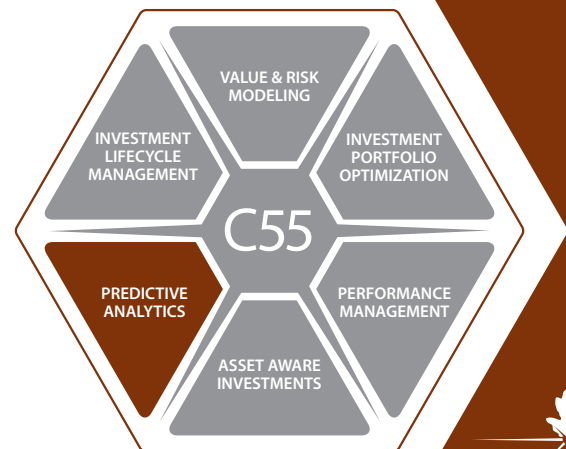 VALUE & RISK
MODELING
INVESTMENT
LIFECYCLE
MANAGEMENT
INVESTMENT
PORTFOLIO
OPTIMIZATION
C55
PREDICTIVE
ANALYTICS
PERFORMANCE
MANAGEMENT
ASSET AWARE
INVESTMENTS